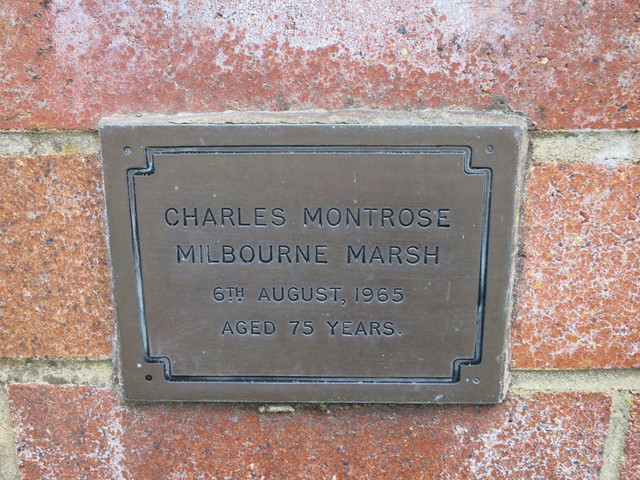 CHARLES MONTROSE
MILBOURNE MARSH
6TH AUGUST, 1965
AGED 75 YEARS.